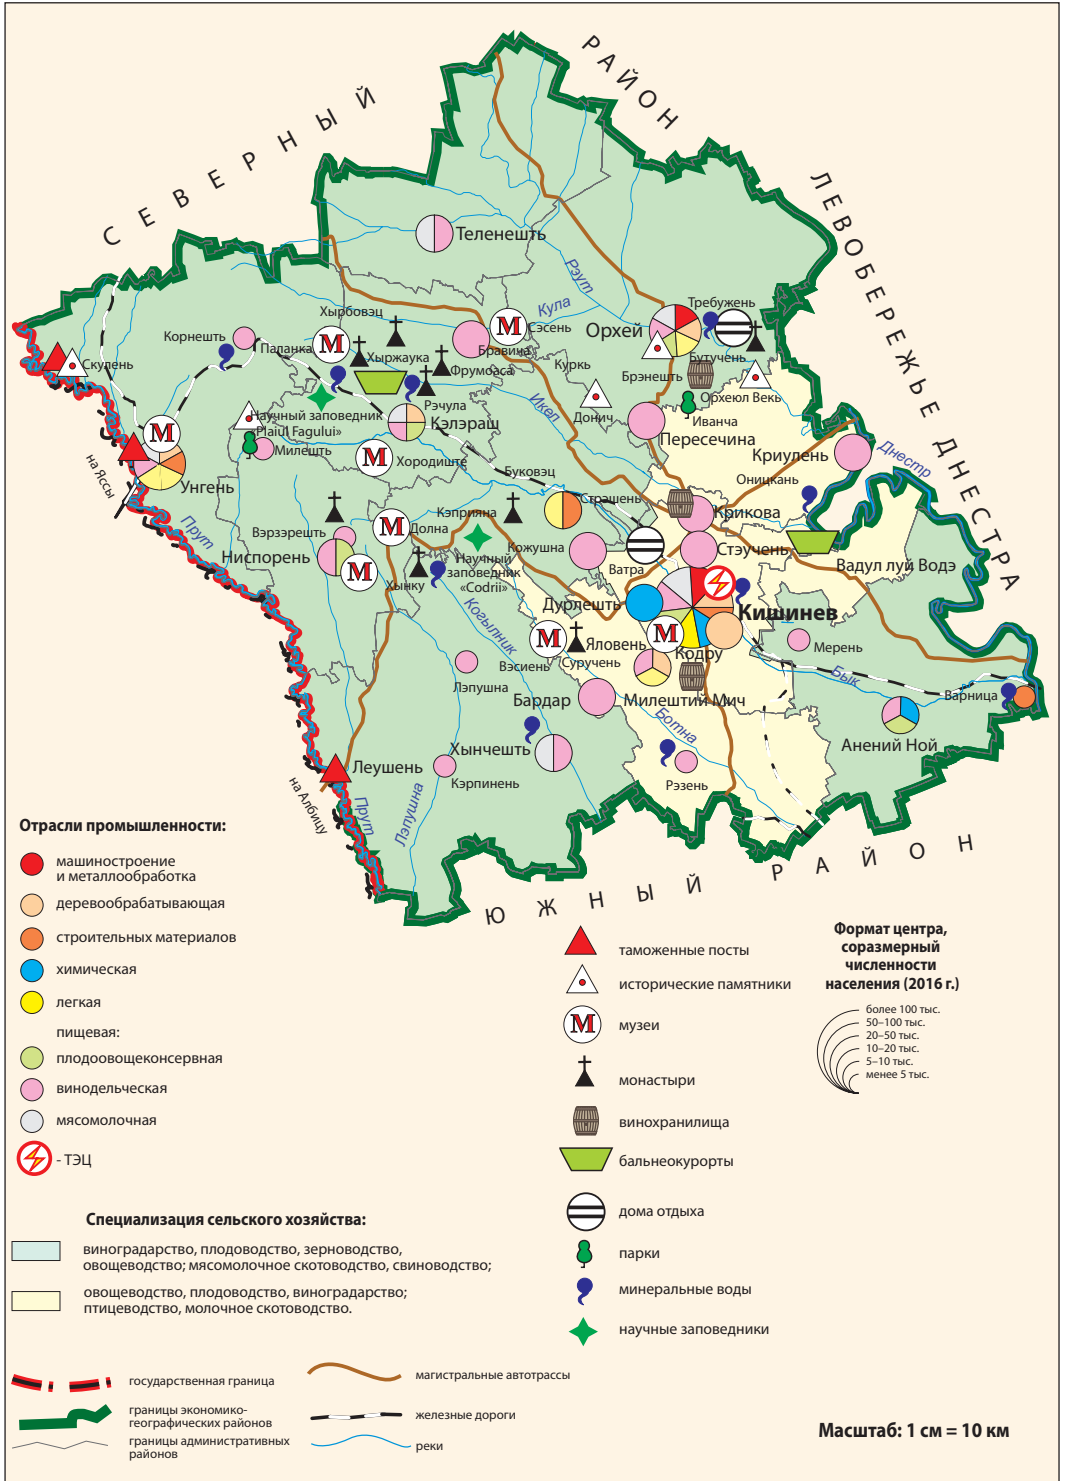 СЕВЕРНЫЙ
РАЙОН
ЛЕВОБЕРЕЖЬЕ ДНЕСТРА
Теленешть
Рэут
Кула
Требужень
Хырбовэц
Сэсень
Орхей
Корнешть
Паланка
Бравича
Хыржаука
Бутучень
Скулень
Фрумоаса
Куркь
Брэнешть
Орхеюл Векь
Рэчула
Икел
Донич
Иванча
Научный заповедник
«Plaiul Fagului»
Кэлэраш
Пересечина
Милешть
Криулень
Днестр
Хородиште
Буковэц
Оницкань
на Яссы
Унгень
Стрэшень
Кэприяна
Крикова
Прут
Вэрзэрешть
Долна
Кожушна
Стэучень
Ниспорень
Научный
заповедник
«Codrii»
Ватра
Вадул луй Водэ
Хынку
Дурлешть
Кишинев
Когылник
Яловень
Кодру
Мерень
Вэсиень
Суручень
Лэпушна
Бык
Варница
Бардар
Милештий Мич
Ботна
Анений Ной
Хынчешть
Леушень
Кэрпинень
Рэзень
на Албицу
Прут
Лэпушна
ЮЖНЫЙ РАЙОН
Отрасли промышленности:
машиностроение
и металлообработка
деревообрабатывающая
строительных материалов
химическая
легкая
пищевая:
плодоовощеконсервная
винодельческая
мясомолочная
- ТЭЦ
таможенные посты
исторические памятники
М
музеи
монастыри
винохранилища
бальнеокурорты
дома отдыха
парки
минеральные воды
научные заповедники
Формат центра,
соразмерный
численности
населения (2016 г.)
более 100 тыс.
50–100 тыс.
20–50 тыс.
10–20 тыс.
5–10 тыс.
менее 5 тыс.
Специализация сельского хозяйства:
виноградарство, плодоводство, зерноводство,
овощеводство; мясомолочное скотоводство, свиноводство;
овощеводство, плодоводство, виноградарство;
птицеводство, молочное скотоводство.
государственная граница
границы экономико-
географических районов
границы административных
районов
магистральные автотрассы
железные дороги
реки
Масштаб: 1 см = 10 км